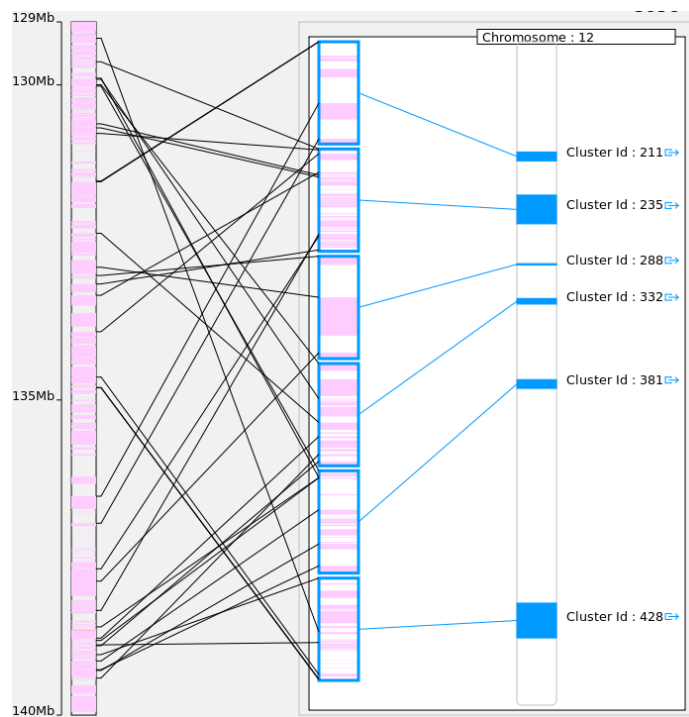 129Mb
Chromosome : 12
130Mb
Cluster Id : 211
Cluster Id : 235
Cluster Id : 288
Cluster Id : 332
Cluster Id : 381
135Mb
Cluster Id : 428
140Mb